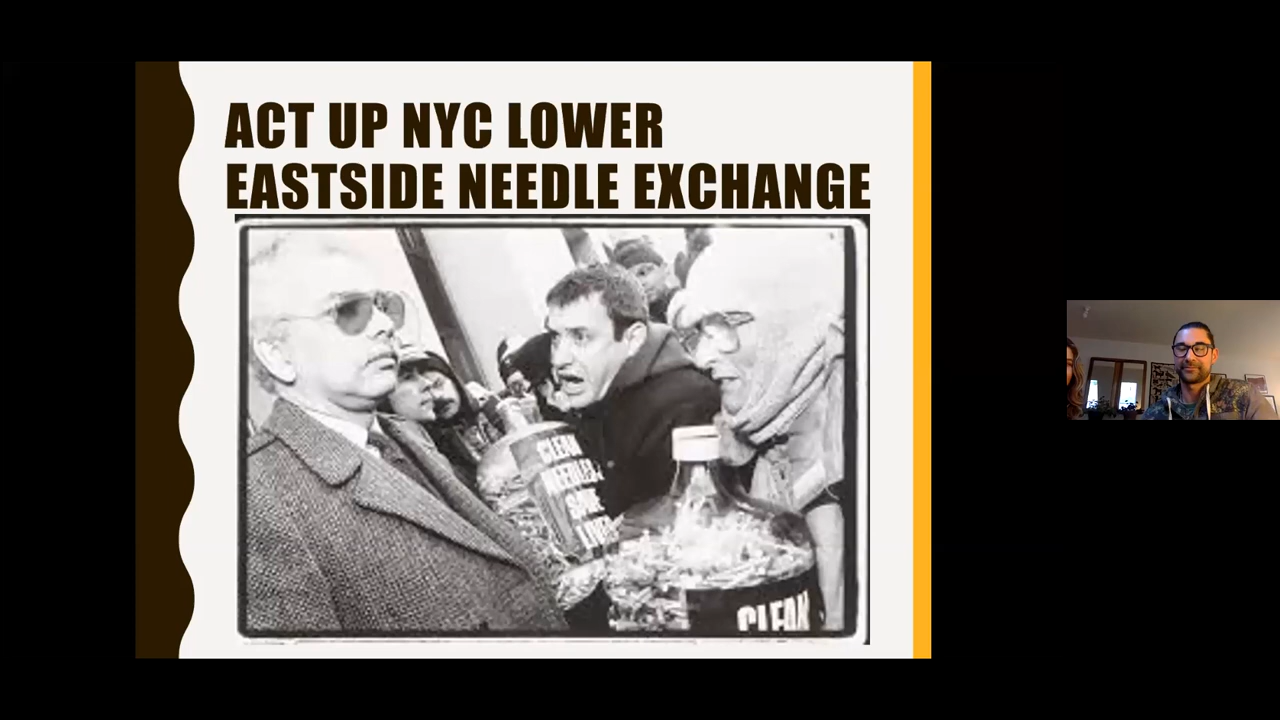 ACT UP NYC LOWER
EASTSIDE NEEDLE EXCHANGE
CLEAN
NEEDLES
SAVE
LIVES
CLEAN